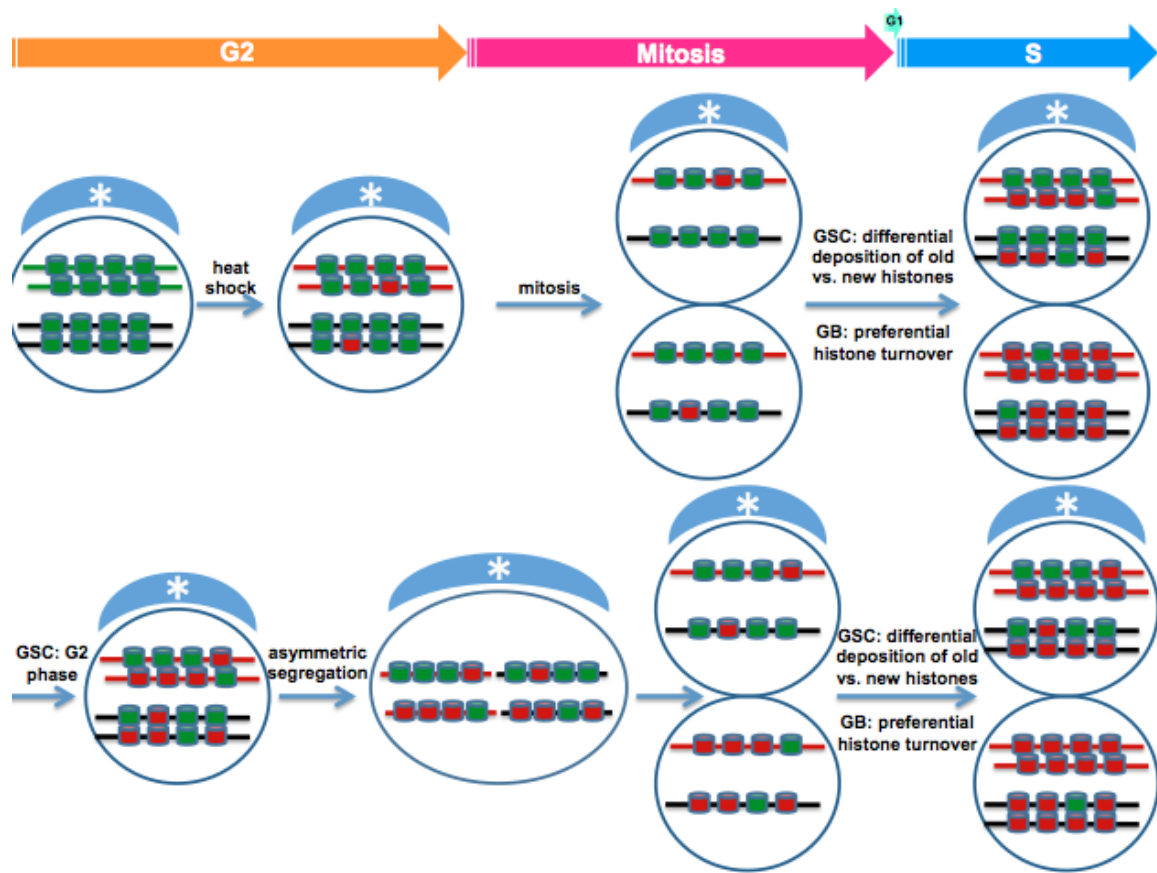 G1
G2
Mitosis
S
*
*
*
*
heat
shock
mitosis
GSC: differential
deposition of old
vs. new histones
GB: preferential
histone turnover
*
*
*
*
GSC: G2
phase
asymmetric
segregation
GSC: differential
deposition of old
vs. new histones
GB: preferential
histone turnover